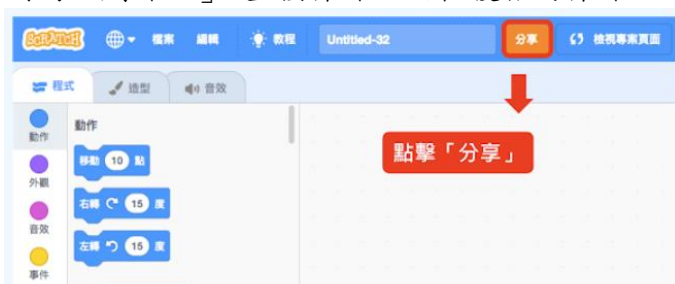 SCRATCH 檔案 編輯 教程 Untitled-32 分享 檢視專案頁面
程式 造型 音效
動作
動作
移動 10 點
點擊「分享」
外觀
右轉 15 度
音效
左轉 15 度
事件